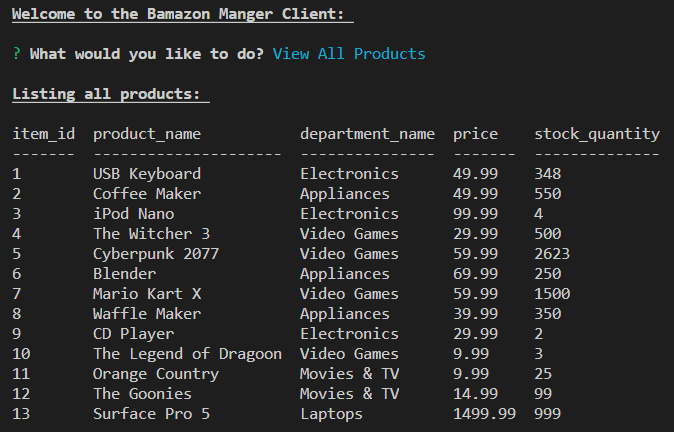 Welcome to the Bamazon Manger Client:
? What would you like to do? View All Products
Listing all products:
item_id  product_name           department_name  price    stock_quantity
-------  ---------------------  ---------------  -------  --------------
1        USB Keyboard           Electronics      49.99    348
2        Coffee Maker           Appliances       49.99    550
3        iPod Nano              Electronics      99.99    4
4        The Witcher 3          Video Games      29.99    500
5        Cyberpunk 2077         Video Games      59.99    2623
6        Blender                Appliances       69.99    250
7        Mario Kart X           Video Games      59.99    1500
8        Waffle Maker           Appliances       39.99    350
9        CD Player              Electronics      29.99    2
10       The Legend of Dragoon  Video Games      9.99     3
11       Orange Country         Movies & TV      9.99     25
12       The Goonies            Movies & TV      14.99    99
13       Surface Pro 5          Laptops          1499.99  999